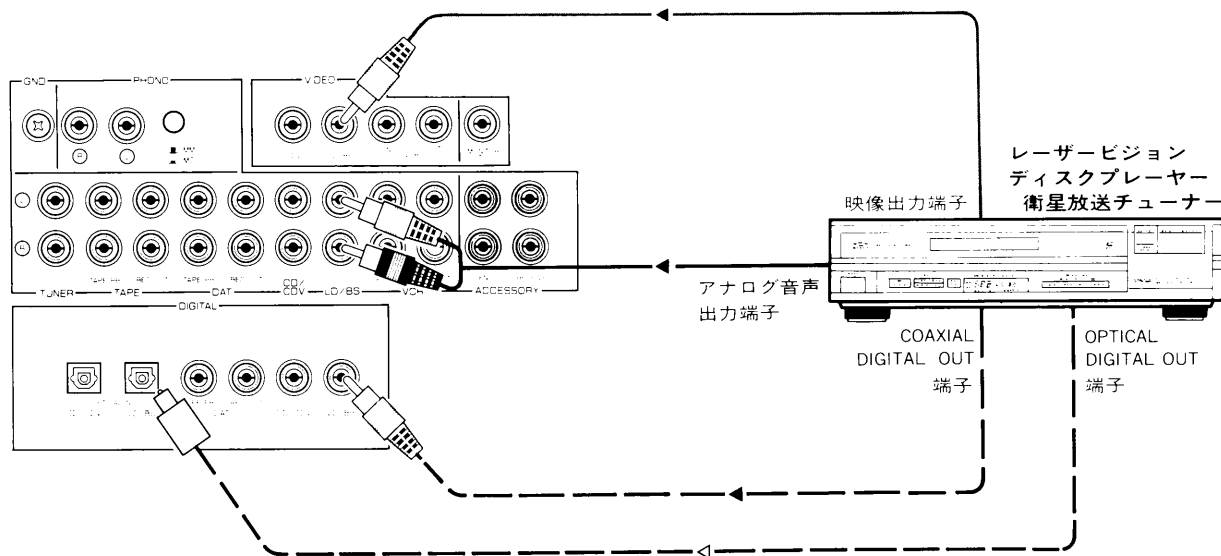 GND
PHONO
VIDEO
レーザービジョン
ディスクプレーヤー
衛星放送チューナー
映像出力端子
R
L
L
R
アナログ音声
出力端子
TUNER
TAPE
DAT
CD/
CDV
LD/BS
VCR
ACCESSORY
DIGITAL
COAXIAL
DIGITAL OUT
端子
OPTICAL
DIGITAL OUT
端子